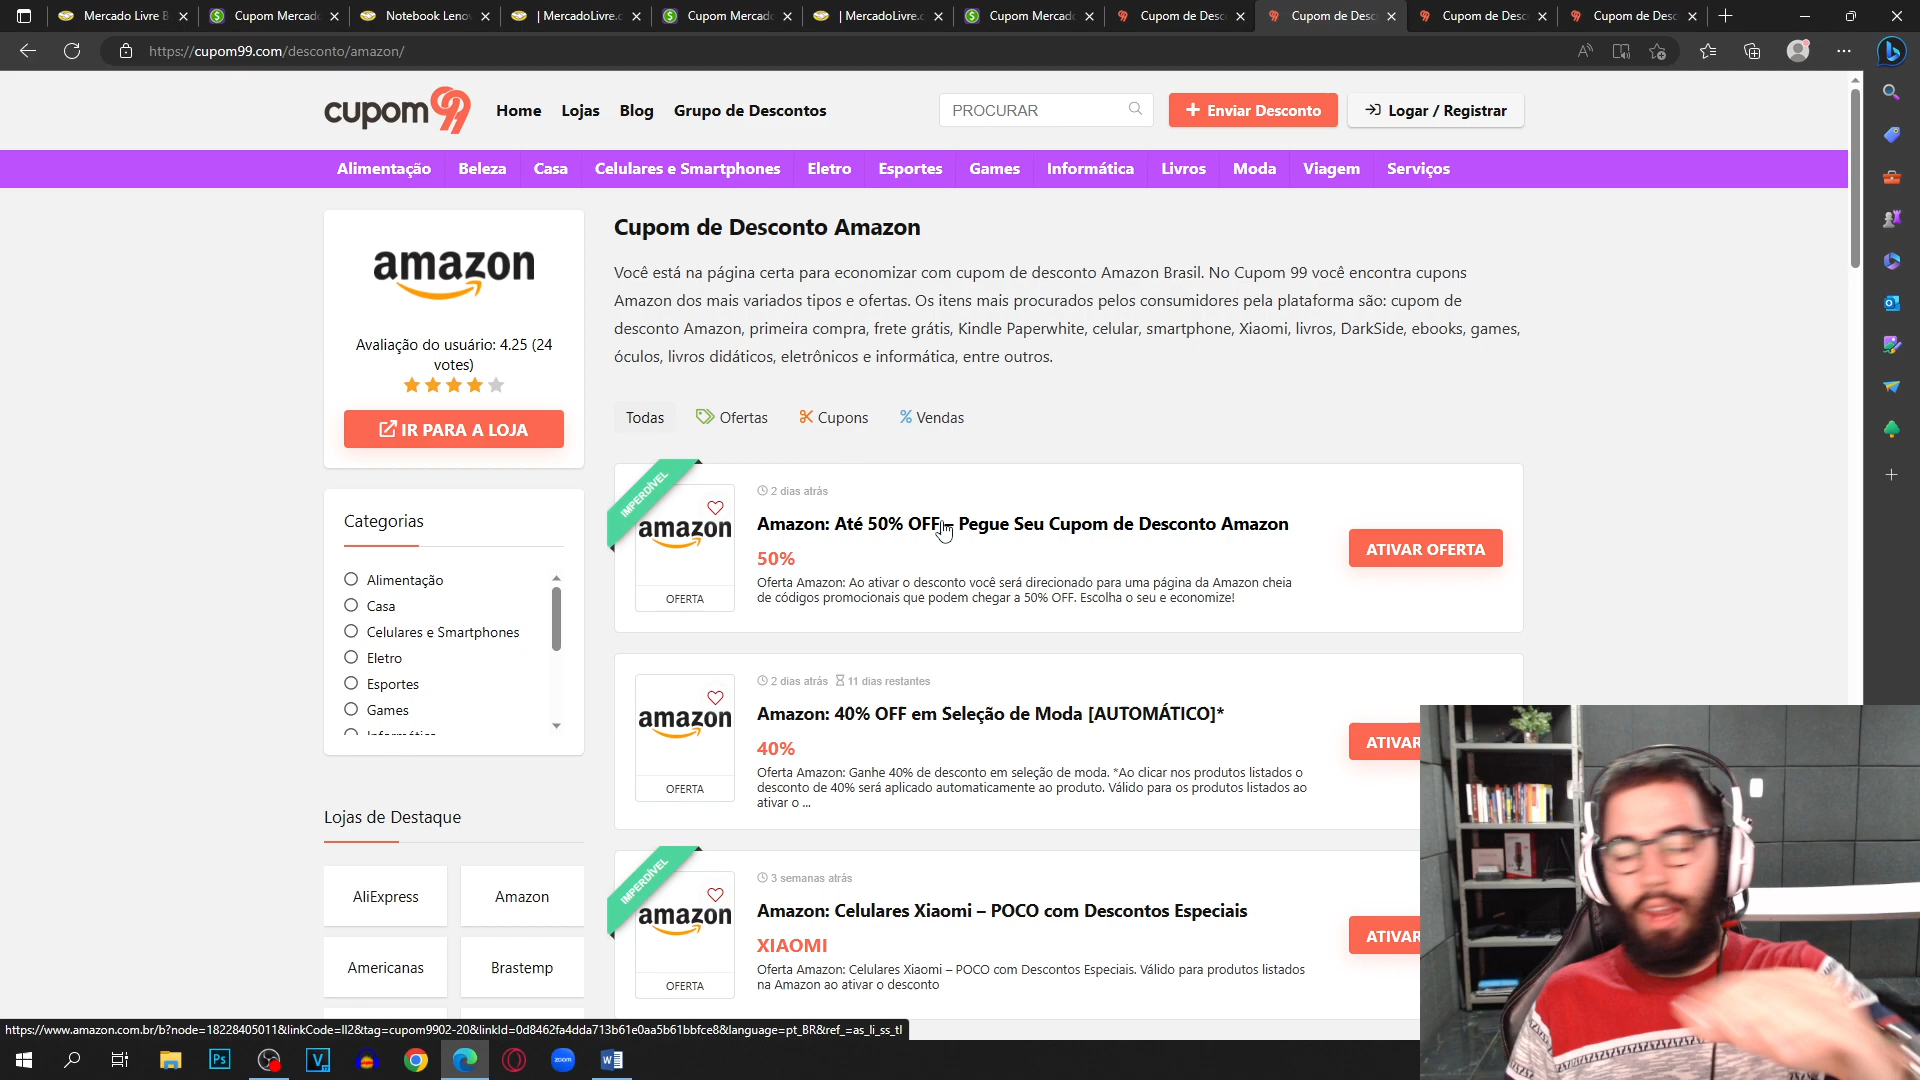 Mercado Livre B
Cupom Mercad
Notebook Leno
| MercadoLivre.c
Cupom Mercad
| MercadoLivre.c
Cupom Mercad
Cupom de Desc
Cupom de Desc
Cupom de Desc
Cupom de Desc
https://cupom99.com/desconto/amazon/
cupom99
Home
Lojas
Blog
Grupo de Descontos
PROCURAR
+ Enviar Desconto
Logar / Registrar
Alimentação
Beleza
Casa
Celulares e Smartphones
Eletro
Esportes
Games
Informática
Livros
Moda
Viagem
Serviços
amazon
Avaliação do usuário: 4.25 (24
votes)
IR PARA A LOJA
Categorias
Alimentação
Casa
Celulares e Smartphones
Eletro
Esportes
Games
Informática
Lojas de Destaque
AliExpress
Amazon
Americanas
Brastemp
Cupom de Desconto Amazon
Você está na página certa para economizar com cupom de desconto Amazon Brasil. No Cupom 99 você encontra cupons
Amazon dos mais variados tipos e ofertas. Os itens mais procurados pelos consumidores pela plataforma são: cupom de
desconto Amazon, primeira compra, frete grátis, Kindle Paperwhite, celular, smartphone, Xiaomi, livros, DarkSide, ebooks, games,
óculos, livros didáticos, eletrônicos e informática, entre outros.
Todas
Ofertas
Cupons
% Vendas
IMPERDÍVEL
amazon
OFERTA
2 dias atrás
Amazon: Até 50% OFF – Pegue Seu Cupom de Desconto Amazon
50%
Oferta Amazon: Ao ativar o desconto você será direcionado para uma página da Amazon cheia
de códigos promocionais que podem chegar a 50% OFF. Escolha o seu e economize!
ATIVAR OFERTA
amazon
OFERTA
2 dias atrás
11 dias restantes
Amazon: 40% OFF em Seleção de Moda [AUTOMÁTICO]*
40%
Oferta Amazon: Ganhe 40% de desconto em seleção de moda. *Ao clicar nos produtos listados o
desconto de 40% será aplicado automaticamente ao produto. Válido para os produtos listados ao
ativar o ...
ATIVAR
IMPERDÍVEL
amazon
OFERTA
3 semanas atrás
Amazon: Celulares Xiaomi – POCO com Descontos Especiais
XIAOMI
Oferta Amazon: Celulares Xiaomi – POCO com Descontos Especiais. Válido para produtos listados
na Amazon ao ativar o desconto
ATIVAR
https://www.amazon.com.br/b?node=18228405011&linkCode=ll2&tag=cupom9902-20&linkId=0d8462fa4dda713b61e0aa5b61bbfce8&language=pt_BR&ref_=as_li_ss_tl
Ps
zoom